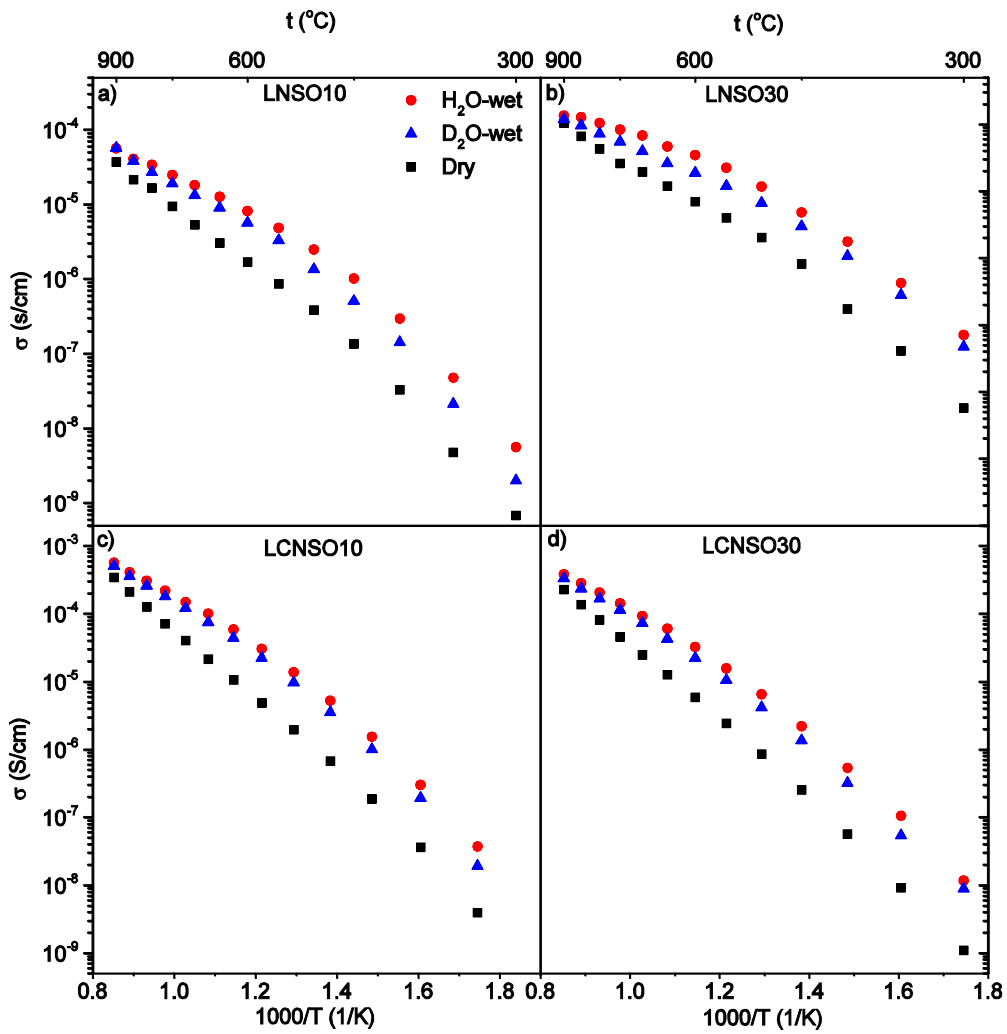 t (°C)
t (°C)
900
600
300
900
600
300
a)
LNSO10
b)
LNSO30
H₂O-wet
D₂O-wet
Dry
10⁻⁴
10⁻⁵
10⁻⁶
10⁻⁷
10⁻⁸
10⁻⁹
σ (s/cm)
c)
LCNSO10
d)
LCNSO30
10⁻³
10⁻⁴
10⁻⁵
10⁻⁶
10⁻⁷
10⁻⁸
10⁻⁹
σ (S/cm)
0.8
1.0
1.2
1.4
1.6
0.8
1.0
1.2
1.4
1.6
1.8
1000/T (1/K)
1000/T (1/K)